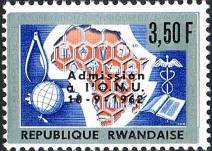 3,50 F
Admission
à l'O.N.U.
18-9-1962
REPUBLIQUE RWANDAISE